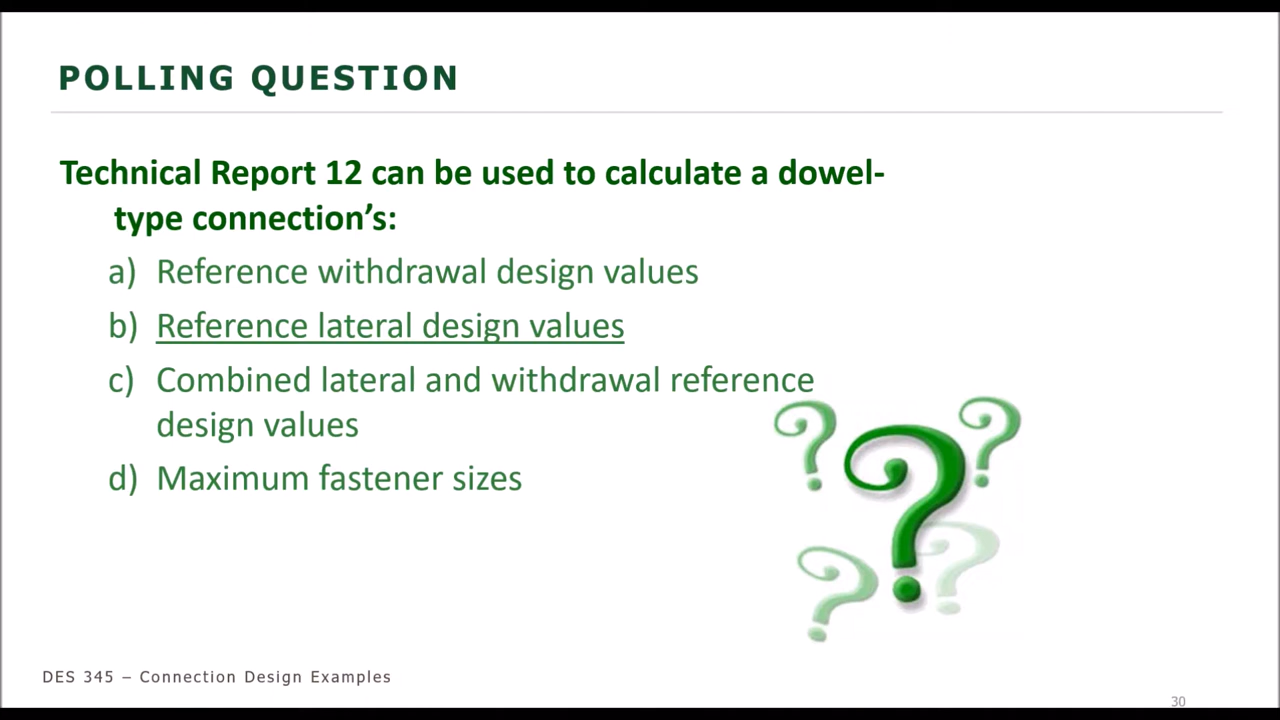 POLLING QUESTION
Technical Report 12 can be used to calculate a dowel-
type connection’s:
a) Reference withdrawal design values
b) Reference lateral design values
c) Combined lateral and withdrawal reference
design values
d) Maximum fastener sizes
DES 345 – Connection Design Examples
30